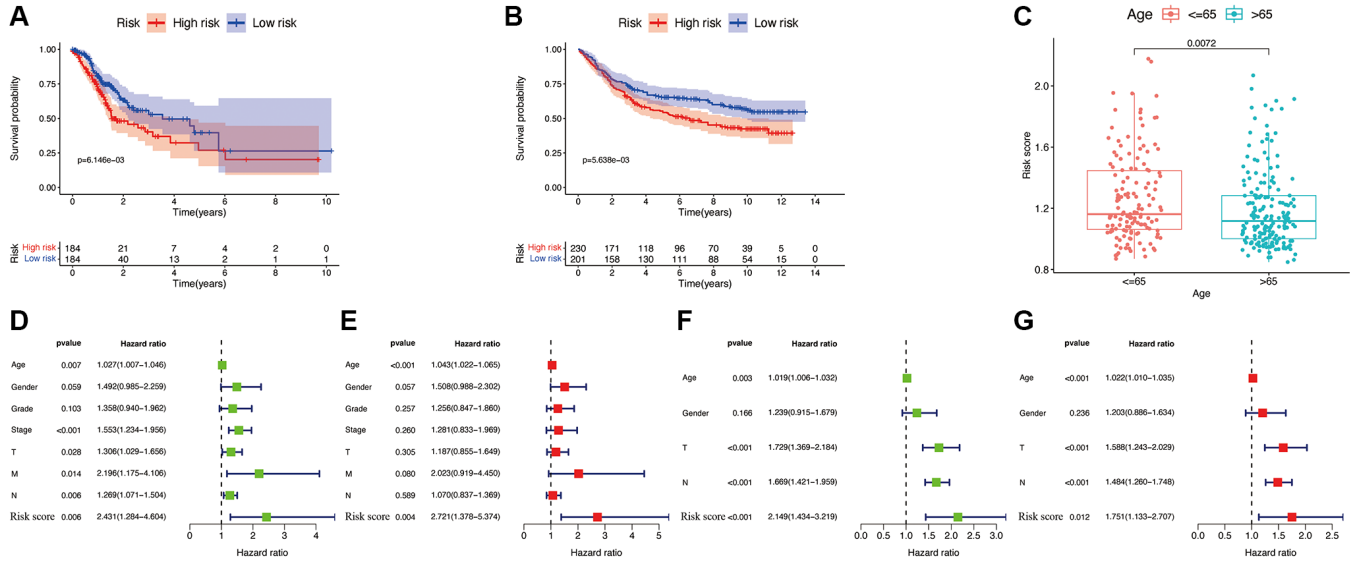 A
Risk High risk Low risk
Survival probability
1.00
0.75
0.50
0.25
0.00
p=6.146e−03
0 2 4 6 8 10
Time(years)
Risk
High risk 184 21 7 4 2 0
Low risk 184 40 13 2 1 1
0 2 4 6 8 10
Time(years)
B
Risk High risk Low risk
Survival probability
1.00
0.75
0.50
0.25
0.00
p=5.638e−03
0 2 4 6 8 10 12 14
Time(years)
Risk
High risk 230 171 118 96 70 39 5 0
Low risk 201 158 130 111 88 54 15 0
0 2 4 6 8 10 12 14
Time(years)
C
Age <=65 >65
0.0072
Risk score
2.0
1.6
1.2
0.8
<=65 >65
Age
D
pvalue Hazard ratio
Age 0.007 1.027(1.007−1.046)
Gender 0.059 1.492(0.985−2.259)
Grade 0.103 1.358(0.940−1.962)
Stage <0.001 1.553(1.234−1.956)
T 0.028 1.306(1.029−1.656)
M 0.014 2.196(1.175−4.106)
N 0.006 1.269(1.071−1.504)
Risk score 0.006 2.431(1.284−4.604)
0 1 2 3 4
Hazard ratio
E
pvalue Hazard ratio
Age <0.001 1.043(1.022−1.065)
Gender 0.057 1.508(0.988−2.302)
Grade 0.257 1.256(0.847−1.860)
Stage 0.260 1.281(0.833−1.969)
T 0.305 1.187(0.855−1.649)
M 0.080 2.023(0.919−4.450)
N 0.589 1.070(0.837−1.369)
Risk score 0.004 2.721(1.378−5.374)
0 1 2 3 4 5
Hazard ratio
F
pvalue Hazard ratio
Age 0.003 1.019(1.006−1.032)
Gender 0.166 1.239(0.915−1.679)
T <0.001 1.729(1.369−2.184)
N <0.001 1.669(1.421−1.959)
Risk score <0.001 2.149(1.434−3.219)
0.0 0.5 1.0 1.5 2.0 2.5 3.0
Hazard ratio
G
pvalue Hazard ratio
Age <0.001 1.022(1.010−1.035)
Gender 0.236 1.203(0.886−1.634)
T <0.001 1.588(1.243−2.029)
N <0.001 1.484(1.260−1.748)
Risk score 0.012 1.751(1.133−2.707)
0.0 0.5 1.0 1.5 2.0 2.5
Hazard ratio